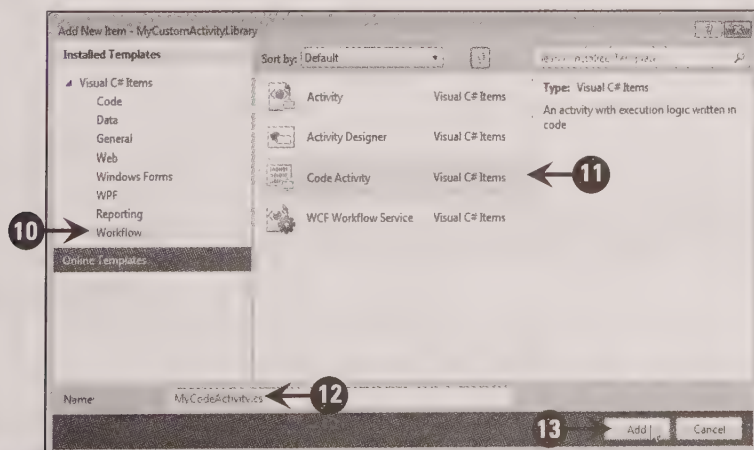 Add New Item - MyCustomActivityLibrary
Installed Templates
Sort by: Default
Visual C# Items
Code
Data
General
Web
Windows Forms
WPF
Reporting
10
Workflow
Online Templates
Activity Visual C# Items
Activity Designer Visual C# Items
Code Activity Visual C# Items
11
WCF Workflow Service Visual C# Items
Type: Visual C# Items
An activity with execution logic written in
code
Name: MyCodeActivity.cs
12
13
Add
Cancel